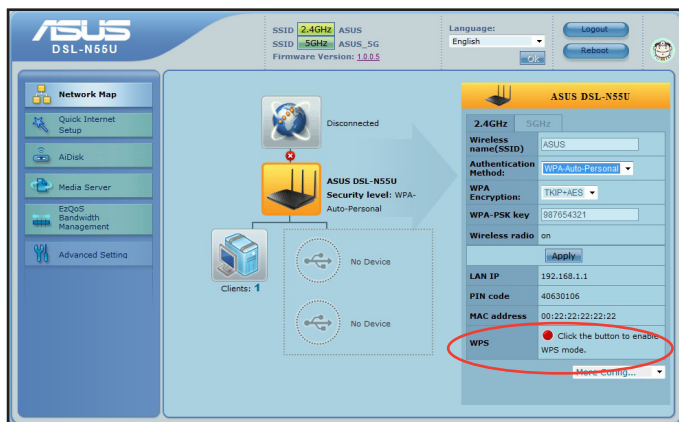 ASUS
DSL-N55U
SSID 2.4GHz ASUS
SSID 5GHz ASUS_5G
Firmware Version: 1.0.0.5
Language:
English
Ok
Logout
Reboot
Network Map
Quick Internet
Setup
AiDisk
Media Server
EzQoS
Bandwidth
Management
Advanced Setting
Disconnected
ASUS DSL-N55U
Security level: WPA-
Auto-Personal
Clients: 1
No Device
No Device
ASUS DSL-N55U
2.4GHz 5GHz
Wireless
name(SSID) ASUS
Authentication
Method: WPA-Auto-Personal
WPA
Encryption: TKIP+AES
WPA-PSK key 987654321
Wireless radio on
Apply
LAN IP 192.168.1.1
PIN code 40630106
MAC address 00:22:22:22:22:22
WPS Click the button to enable
WPS mode.
More Config...